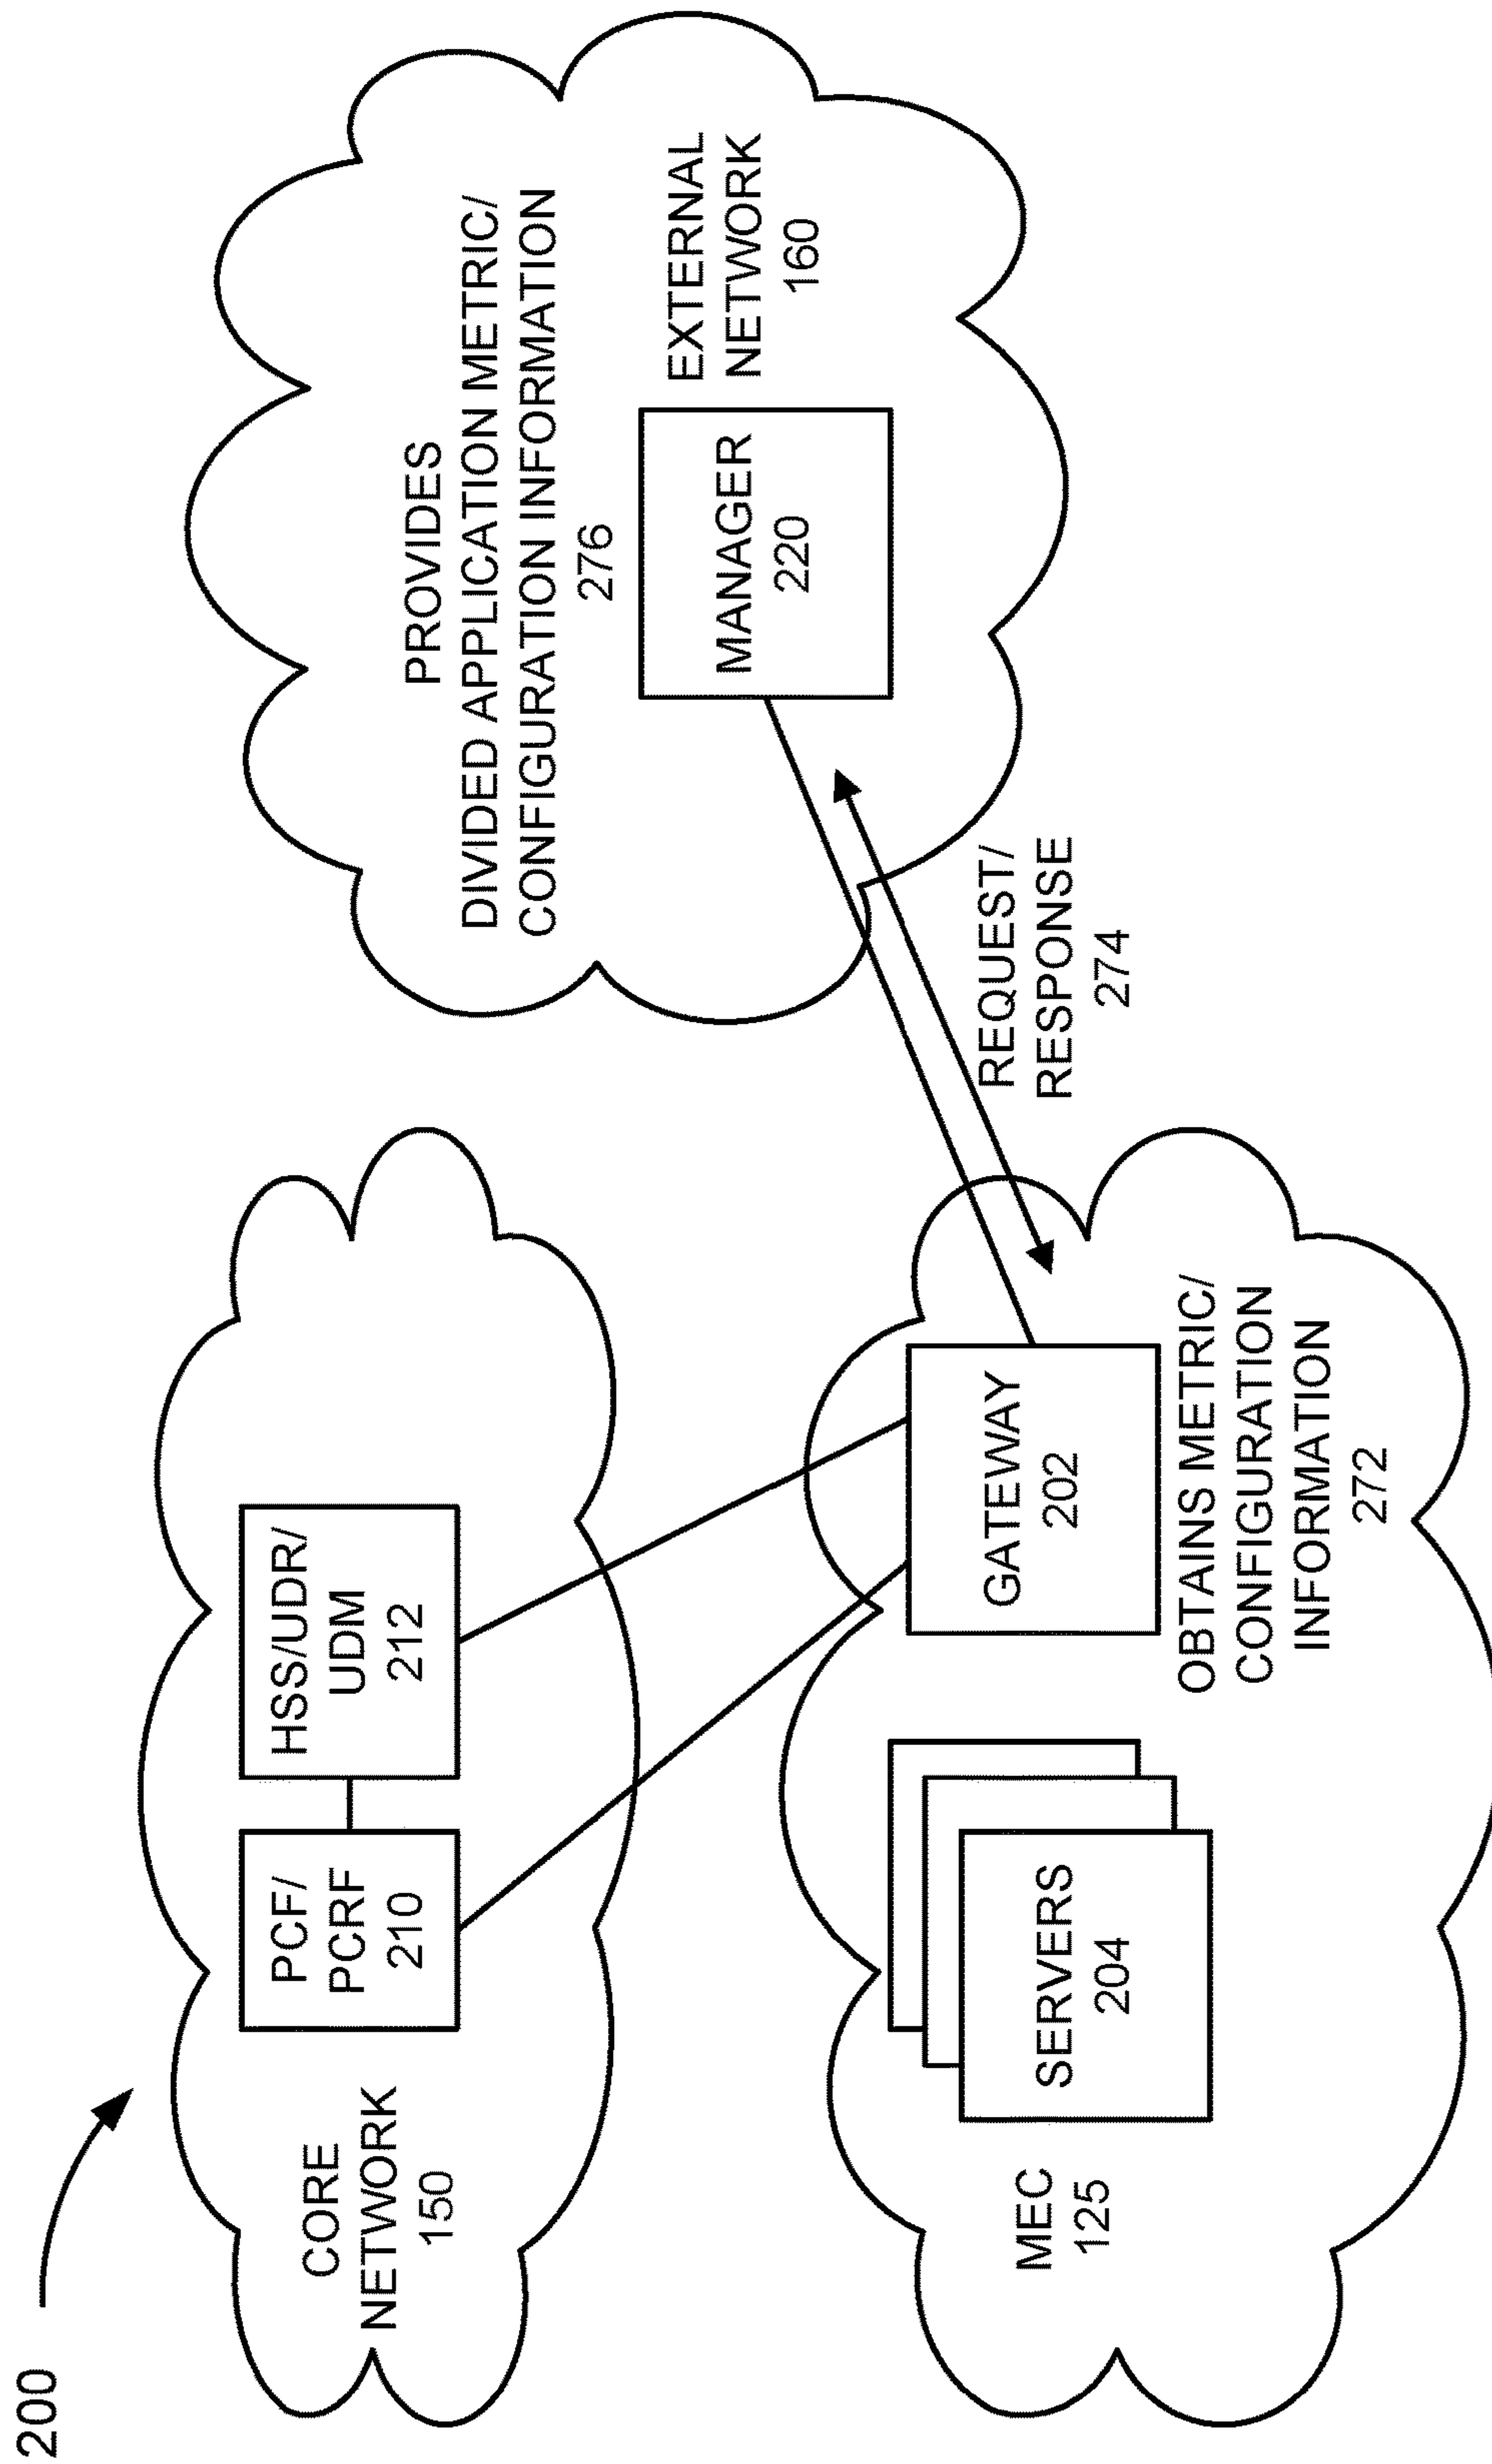 200
CORE
NETWORK
150
PCF/
PCRF
210
HSS/UDR/
UDM
212
PROVIDES
DIVIDED APPLICATION METRIC/
CONFIGURATION INFORMATION
276
MANAGER
220
EXTERNAL
NETWORK
160
REQUEST/
RESPONSE
274
MEC
125
SERVERS
204
GATEWAY
202
OBTAINS METRIC/
CONFIGURATION
INFORMATION
272